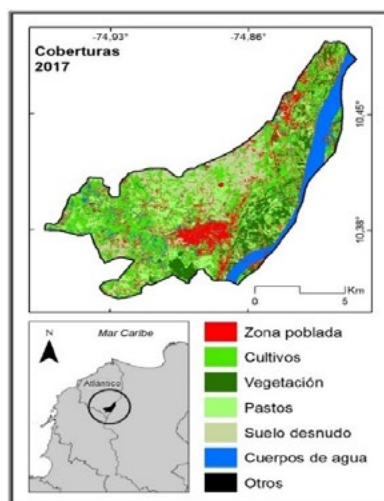 -74,93°
-74,86°
Coberturas
2017
10,45°
10,38°
Km
0
5
N
Mar Caribe
Atlántico
Zona poblada
Cultivos
Vegetación
Pastos
Suelo desnudo
Cuerpos de agua
Otros